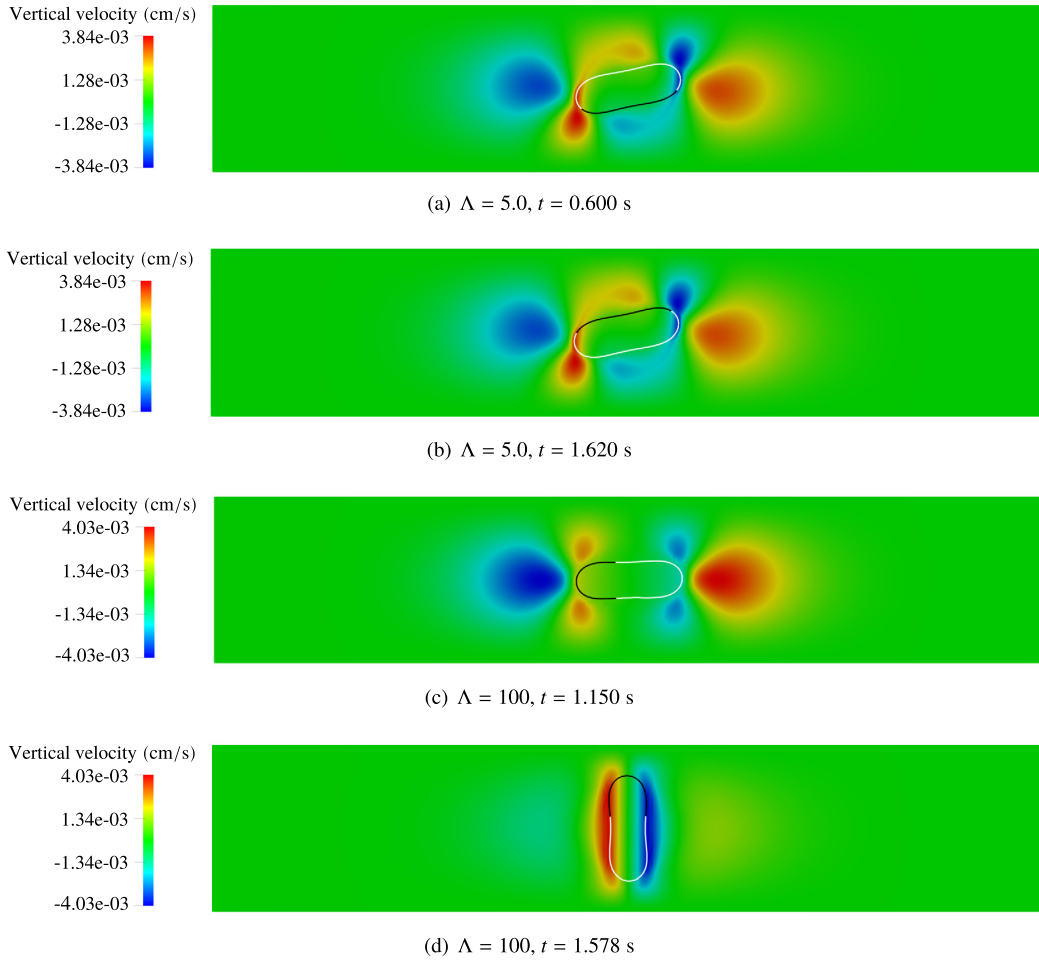 Vertical velocity (cm/s)
3.84e-03
1.28e-03
-1.28e-03
-3.84e-03
(a) Λ = 5.0, t = 0.600 s
Vertical velocity (cm/s)
3.84e-03
1.28e-03
-1.28e-03
-3.84e-03
(b) Λ = 5.0, t = 1.620 s
Vertical velocity (cm/s)
4.03e-03
1.34e-03
-1.34e-03
-4.03e-03
(c) Λ = 100, t = 1.150 s
Vertical velocity (cm/s)
4.03e-03
1.34e-03
-1.34e-03
-4.03e-03
(d) Λ = 100, t = 1.578 s